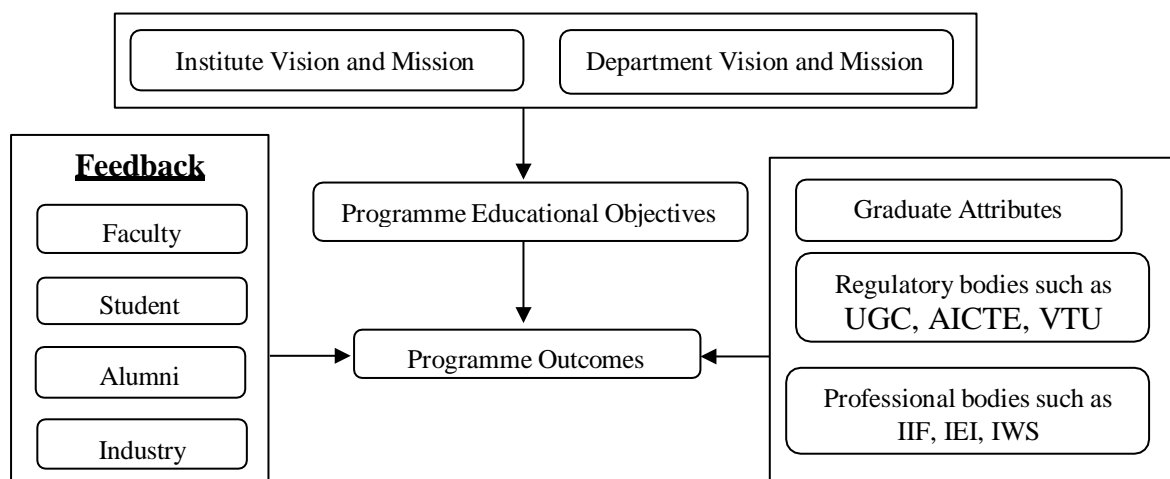 Institute Vision and Mission
Department Vision and Mission
Feedback
Faculty
Student
Alumni
Industry
Programme Educational Objectives
Programme Outcomes
Graduate Attributes
Regulatory bodies such as
UGC, AICTE, VTU
Professional bodies such as
IIF, IEI, IWS